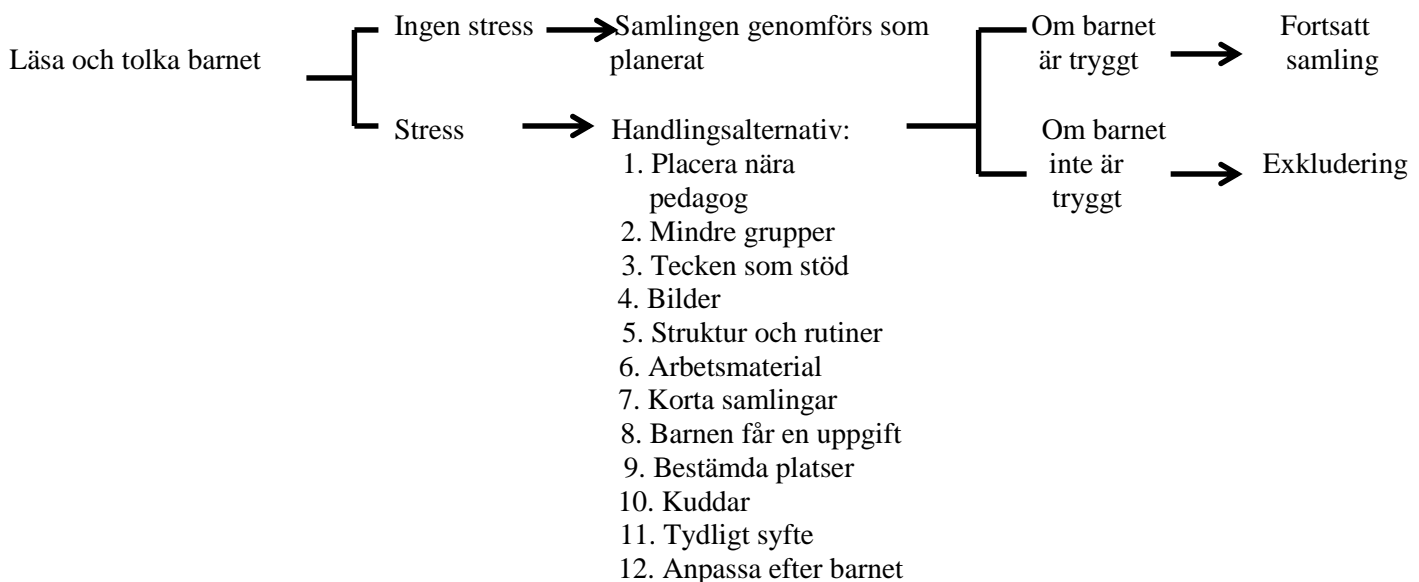 Läsa och tolka barnet
Ingen stress
Samlingen genomförs som
planerat
Stress
Handlingsalternativ:
1. Placera nära
pedagog
2. Mindre grupper
3. Tecken som stöd
4. Bilder
5. Struktur och rutiner
6. Arbetsmaterial
7. Korta samlingar
8. Barnen får en uppgift
9. Bestämda platser
10. Kuddar
11. Tydligt syfte
12. Anpassa efter barnet
Om barnet
är tryggt
Fortsatt
samling
Om barnet
inte är
tryggt
Exkludering